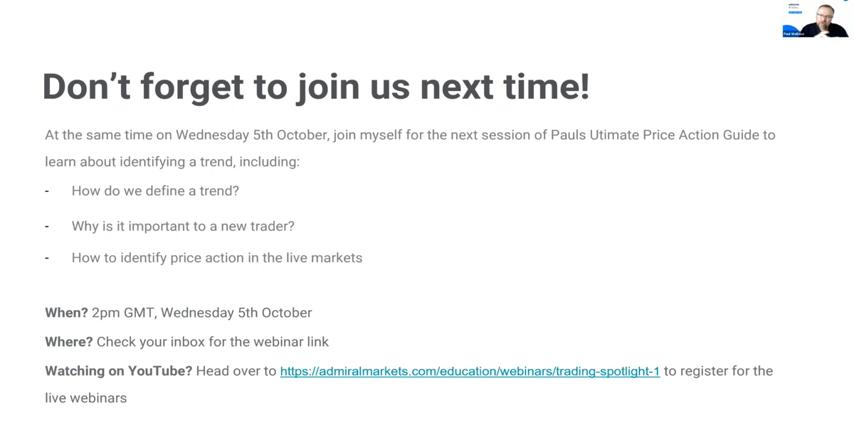 Don't forget to join us next time!
At the same time on Wednesday 5th October, join myself for the next session of Pauls Utimate Price Action Guide to
learn about identifying a trend, including:
- How do we define a trend?
- Why is it important to a new trader?
- How to identify price action in the live markets
When? 2pm GMT, Wednesday 5th October
Where? Check your inbox for the webinar link
Watching on YouTube? Head over to https://admiralmarkets.com/education/webinars/trading-spotlight-1 to register for the
live webinars